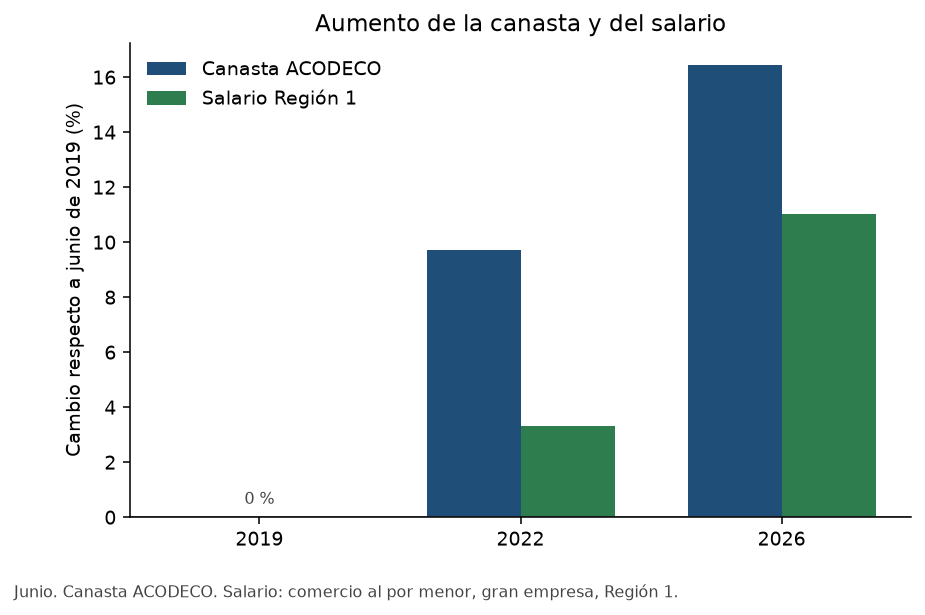 Aumento de la canasta y del salario
Canasta ACODECO
Salario Región 1
Cambio respecto a junio de 2019 (%)
16
14
12
10
8
6
4
2
0
0 %
2019
2022
2026
Junio. Canasta ACODECO. Salario: comercio al por menor, gran empresa, Región 1.